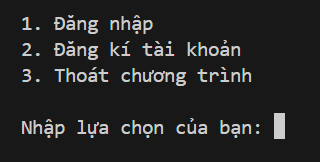 1. Đăng nhập
2. Đăng kí tài khoản
3. Thoát chương trình
Nhập lựa chọn của bạn: